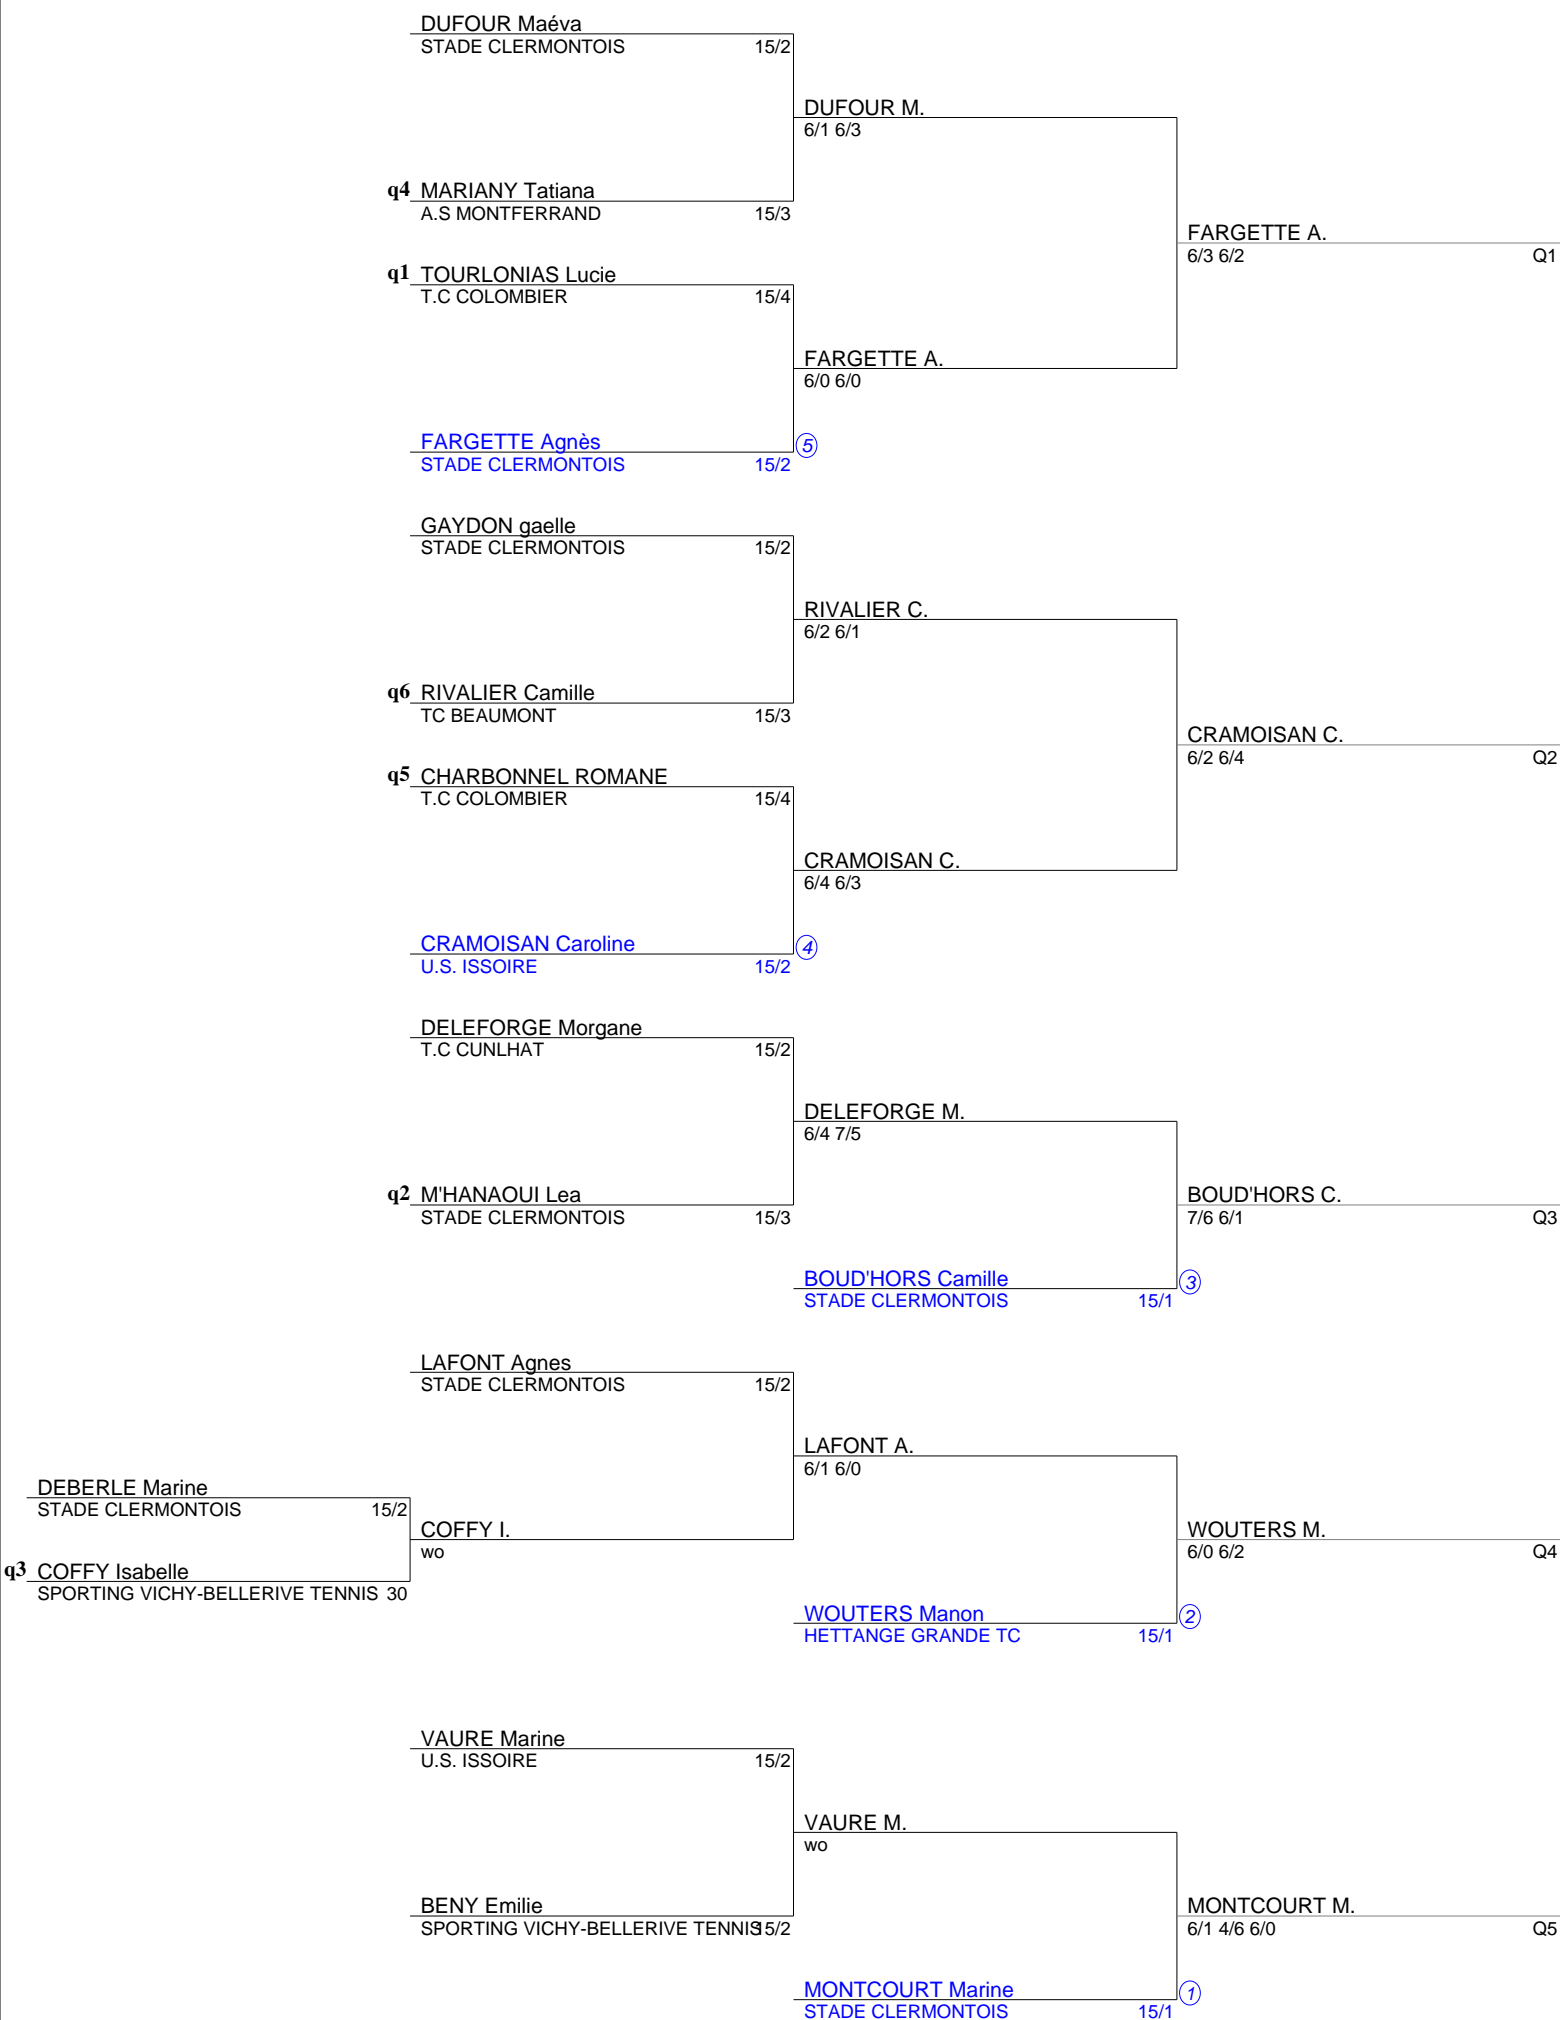 DUFOUR Maéva
STADE CLERMONTOIS 15/2
DUFOUR M.
6/1 6/3
q4 MARIANY Tatiana
A.S MONTFERRAND 15/3
FARGETTE A.
6/3 6/2 Q1
q1 TOURLONIAS Lucie
T.C COLOMBIER 15/4
FARGETTE A.
6/0 6/0
FARGETTE Agnès 5
STADE CLERMONTOIS 15/2
GAYDON gaelle
STADE CLERMONTOIS 15/2
RIVALIER C.
6/2 6/1
q6 RIVALIER Camille
TC BEAUMONT 15/3
CRAMOISAN C.
6/2 6/4 Q2
q5 CHARBONNEL ROMANE
T.C COLOMBIER 15/4
CRAMOISAN C.
6/4 6/3
CRAMOISAN Caroline 4
U.S. ISSOIRE 15/2
DELEFORGE Morgane
T.C CUNLHAT 15/2
DELEFORGE M.
6/4 7/5
q2 M'HANAOUI Lea
STADE CLERMONTOIS 15/3
BOUD'HORS C.
7/6 6/1 Q3
BOUD'HORS Camille 3
STADE CLERMONTOIS 15/1
LAFONT Agnes
STADE CLERMONTOIS 15/2
LAFONT A.
6/1 6/0
DEBERLE Marine
STADE CLERMONTOIS 15/2
COFFY I.
wo
WOUTERS M.
6/0 6/2 Q4
q3 COFFY Isabelle
SPORTING VICHY-BELLERIVE TENNIS 30
WOUTERS Manon 2
HETTANGE GRANDE TC 15/1
VAURE Marine
U.S. ISSOIRE 15/2
VAURE M.
wo
BENY Emilie
SPORTING VICHY-BELLERIVE TENNIS 15/2
MONTCOURT M.
6/1 4/6 6/0 Q5
MONTCOURT Marine 1
STADE CLERMONTOIS 15/1